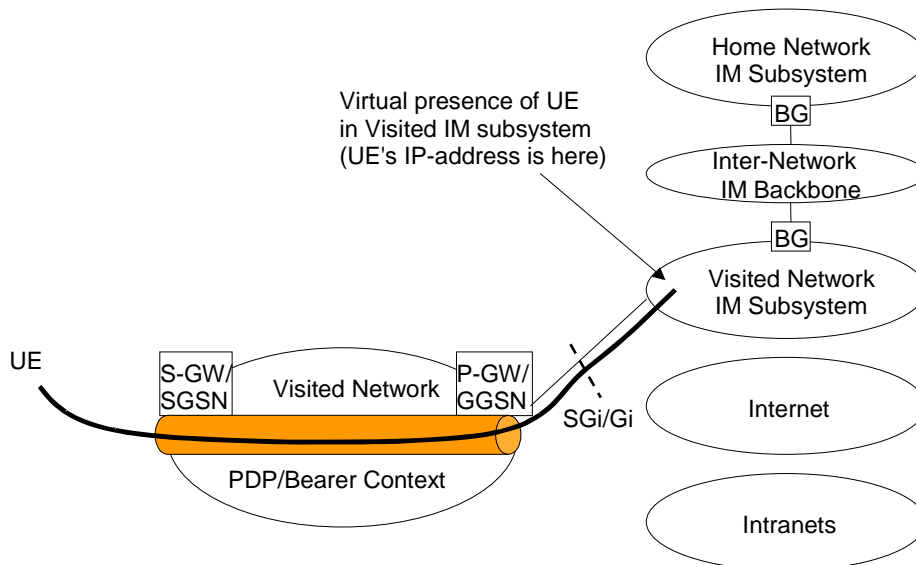 Home Network
IM Subsystem
BG
Virtual presence of UE
in Visited IM subsystem
(UE's IP-address is here)
Inter-Network
IM Backbone
BG
Visited Network
IM Subsystem
UE
S-GW/
SGSN
Visited Network
P-GW/
GGSN
SGi/Gi
Internet
PDP/Bearer Context
Intranets